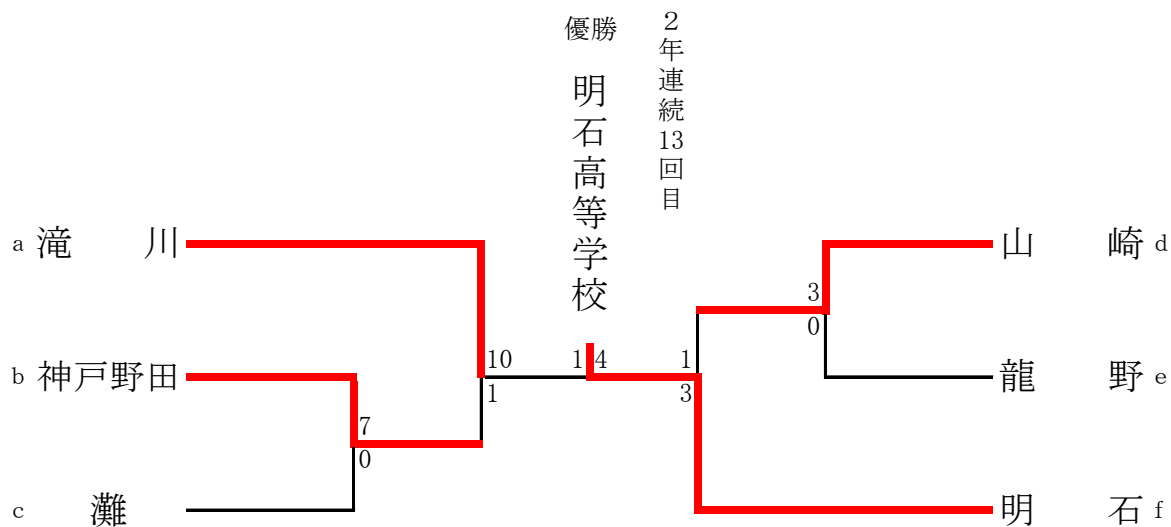 優勝
明石高等学校
2年連続13回目
a 滝川
b 神戸野田
c 灘
10
1
7
0
1 4
1
3
3
0
山崎 d
龍野 e
明石 f